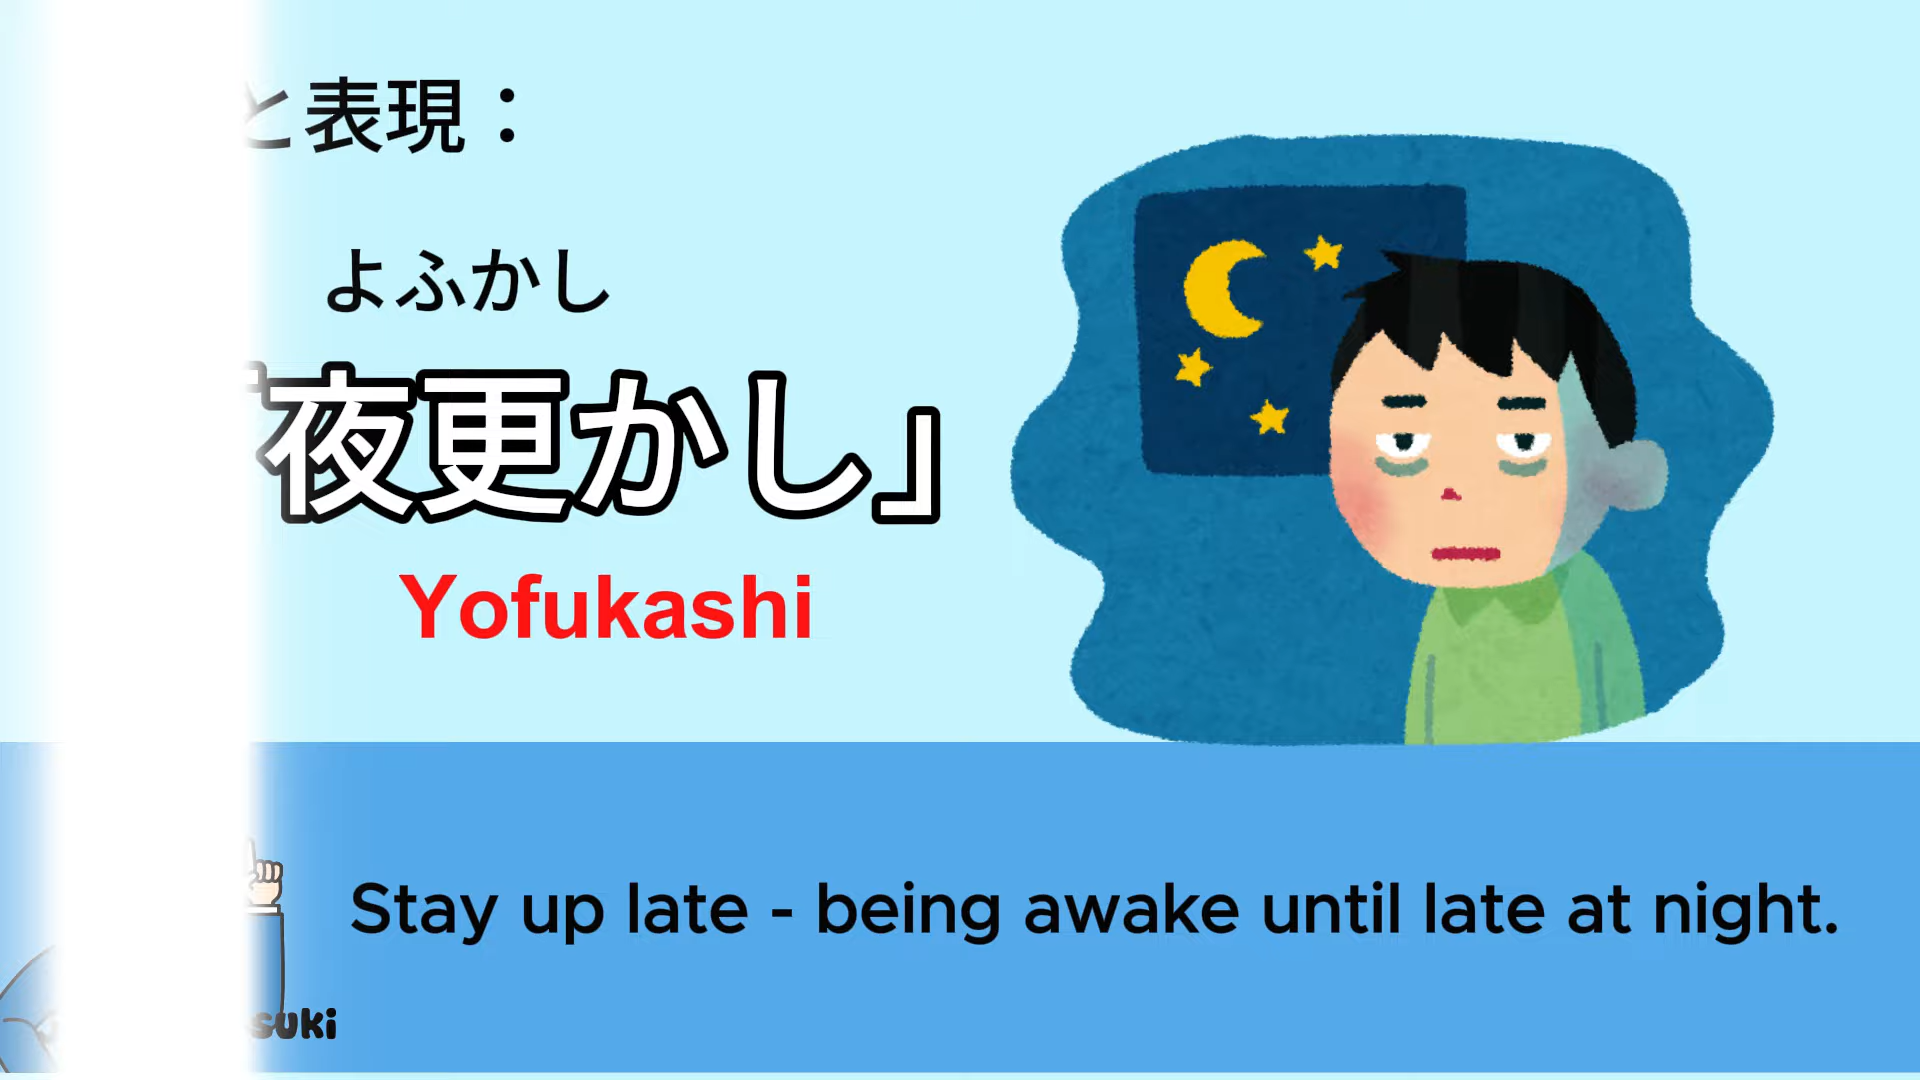 と表現：
よふかし
「夜更かし」
Yofukashi
Stay up late - being awake until late at night.